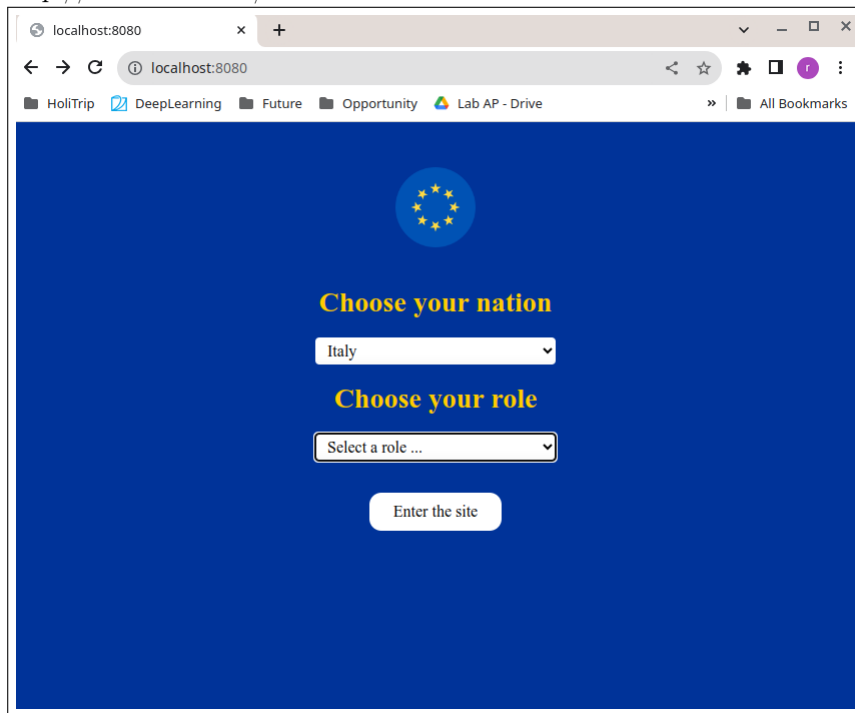 localhost:8080
localhost:8080
r
HoliTrip DeepLearning Future Opportunity Lab AP - Drive » All Bookmarks
Choose your nation
Italy
Choose your role
Select a role ...
Enter the site